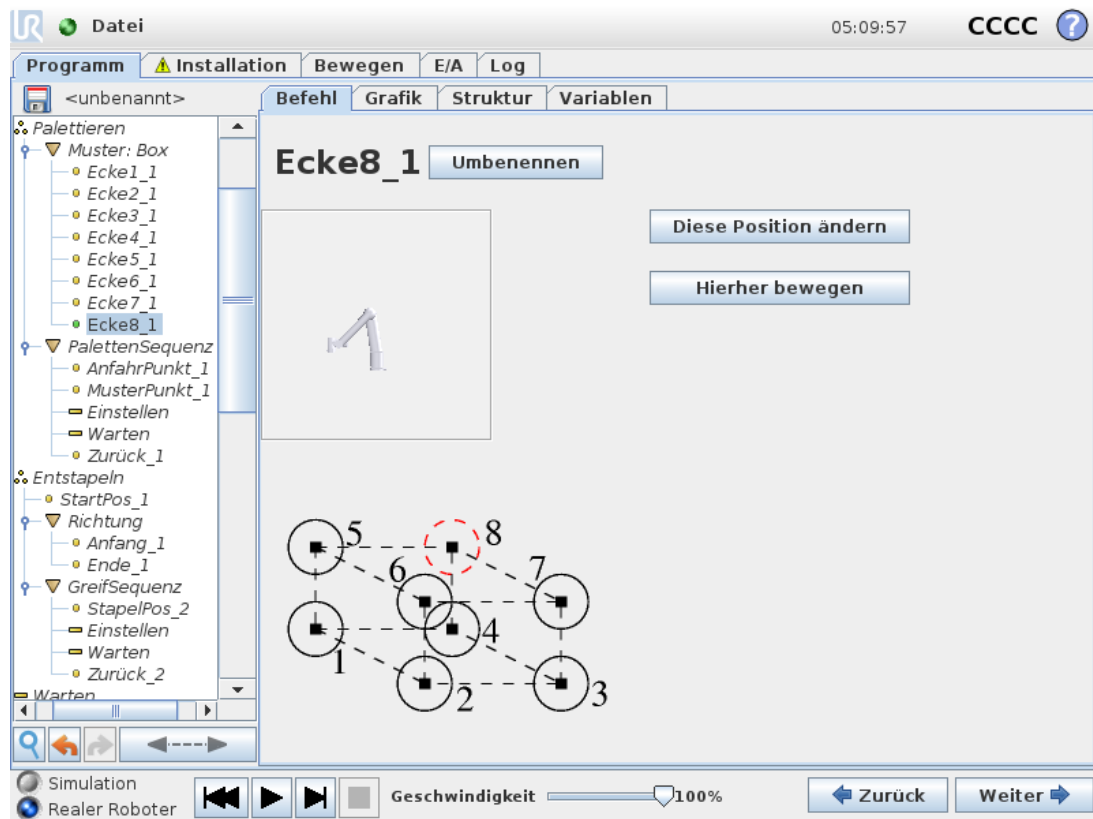 UR Datei 05:09:57 CCCC ?
Programm Installation Bewegen E/A Log
<unbenannt> Befehl Grafik Struktur Variablen
Palettieren
Muster: Box
Ecke1_1
Ecke2_1
Ecke3_1
Ecke4_1
Ecke5_1
Ecke6_1
Ecke7_1
Ecke8_1
PalettenSequenz
AnfahrPunkt_1
MusterPunkt_1
Einstellen
Warten
Zurück_1
Entstapeln
StartPos_1
Richtung
Anfang_1
Ende_1
GreifSequenz
StapelPos_2
Einstellen
Warten
Zurück_2
Warten
Ecke8_1 Umbenennen
Diese Position ändern
Hierher bewegen
5 8
6 7
1 4
2 3
Simulation
Realer Roboter
Geschwindigkeit 100% Zurück Weiter